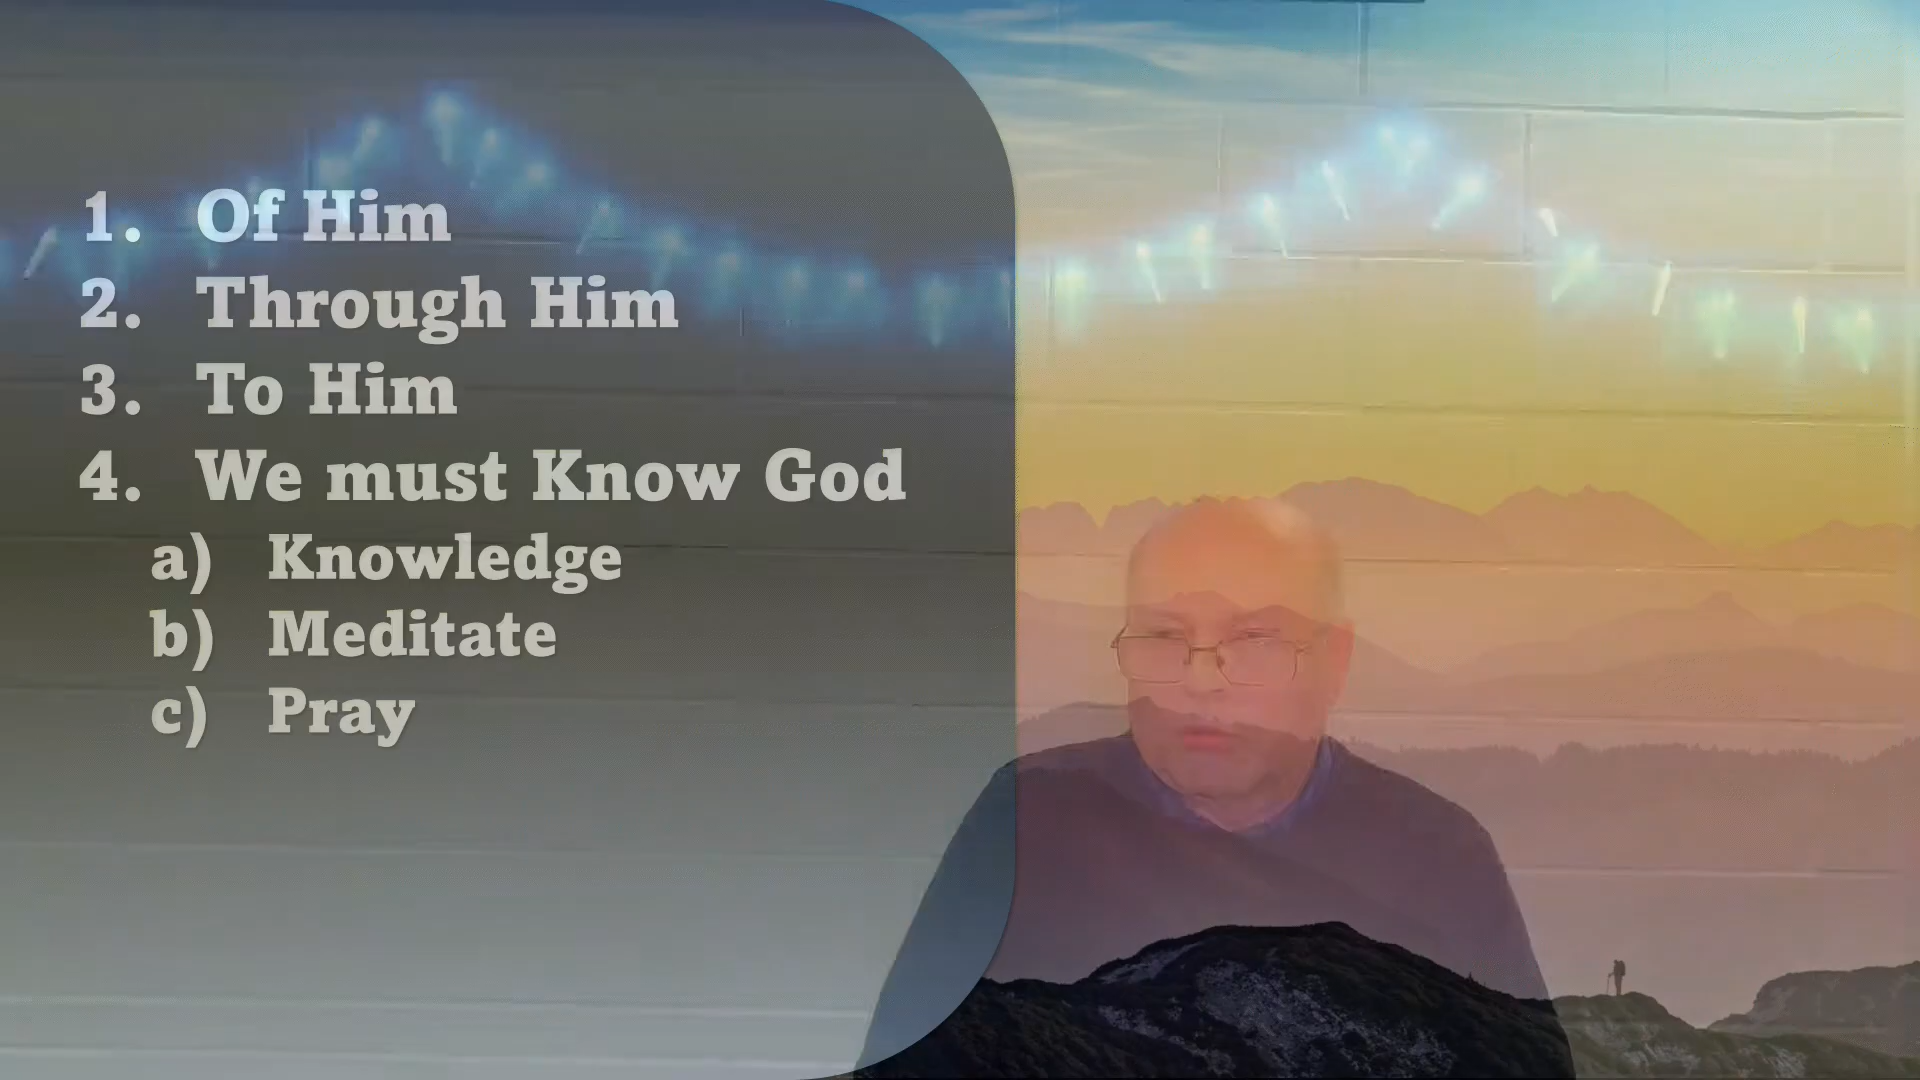 1. Of Him
2. Through Him
3. To Him
4. We must Know God
a) Knowledge
b) Meditate
c) Pray